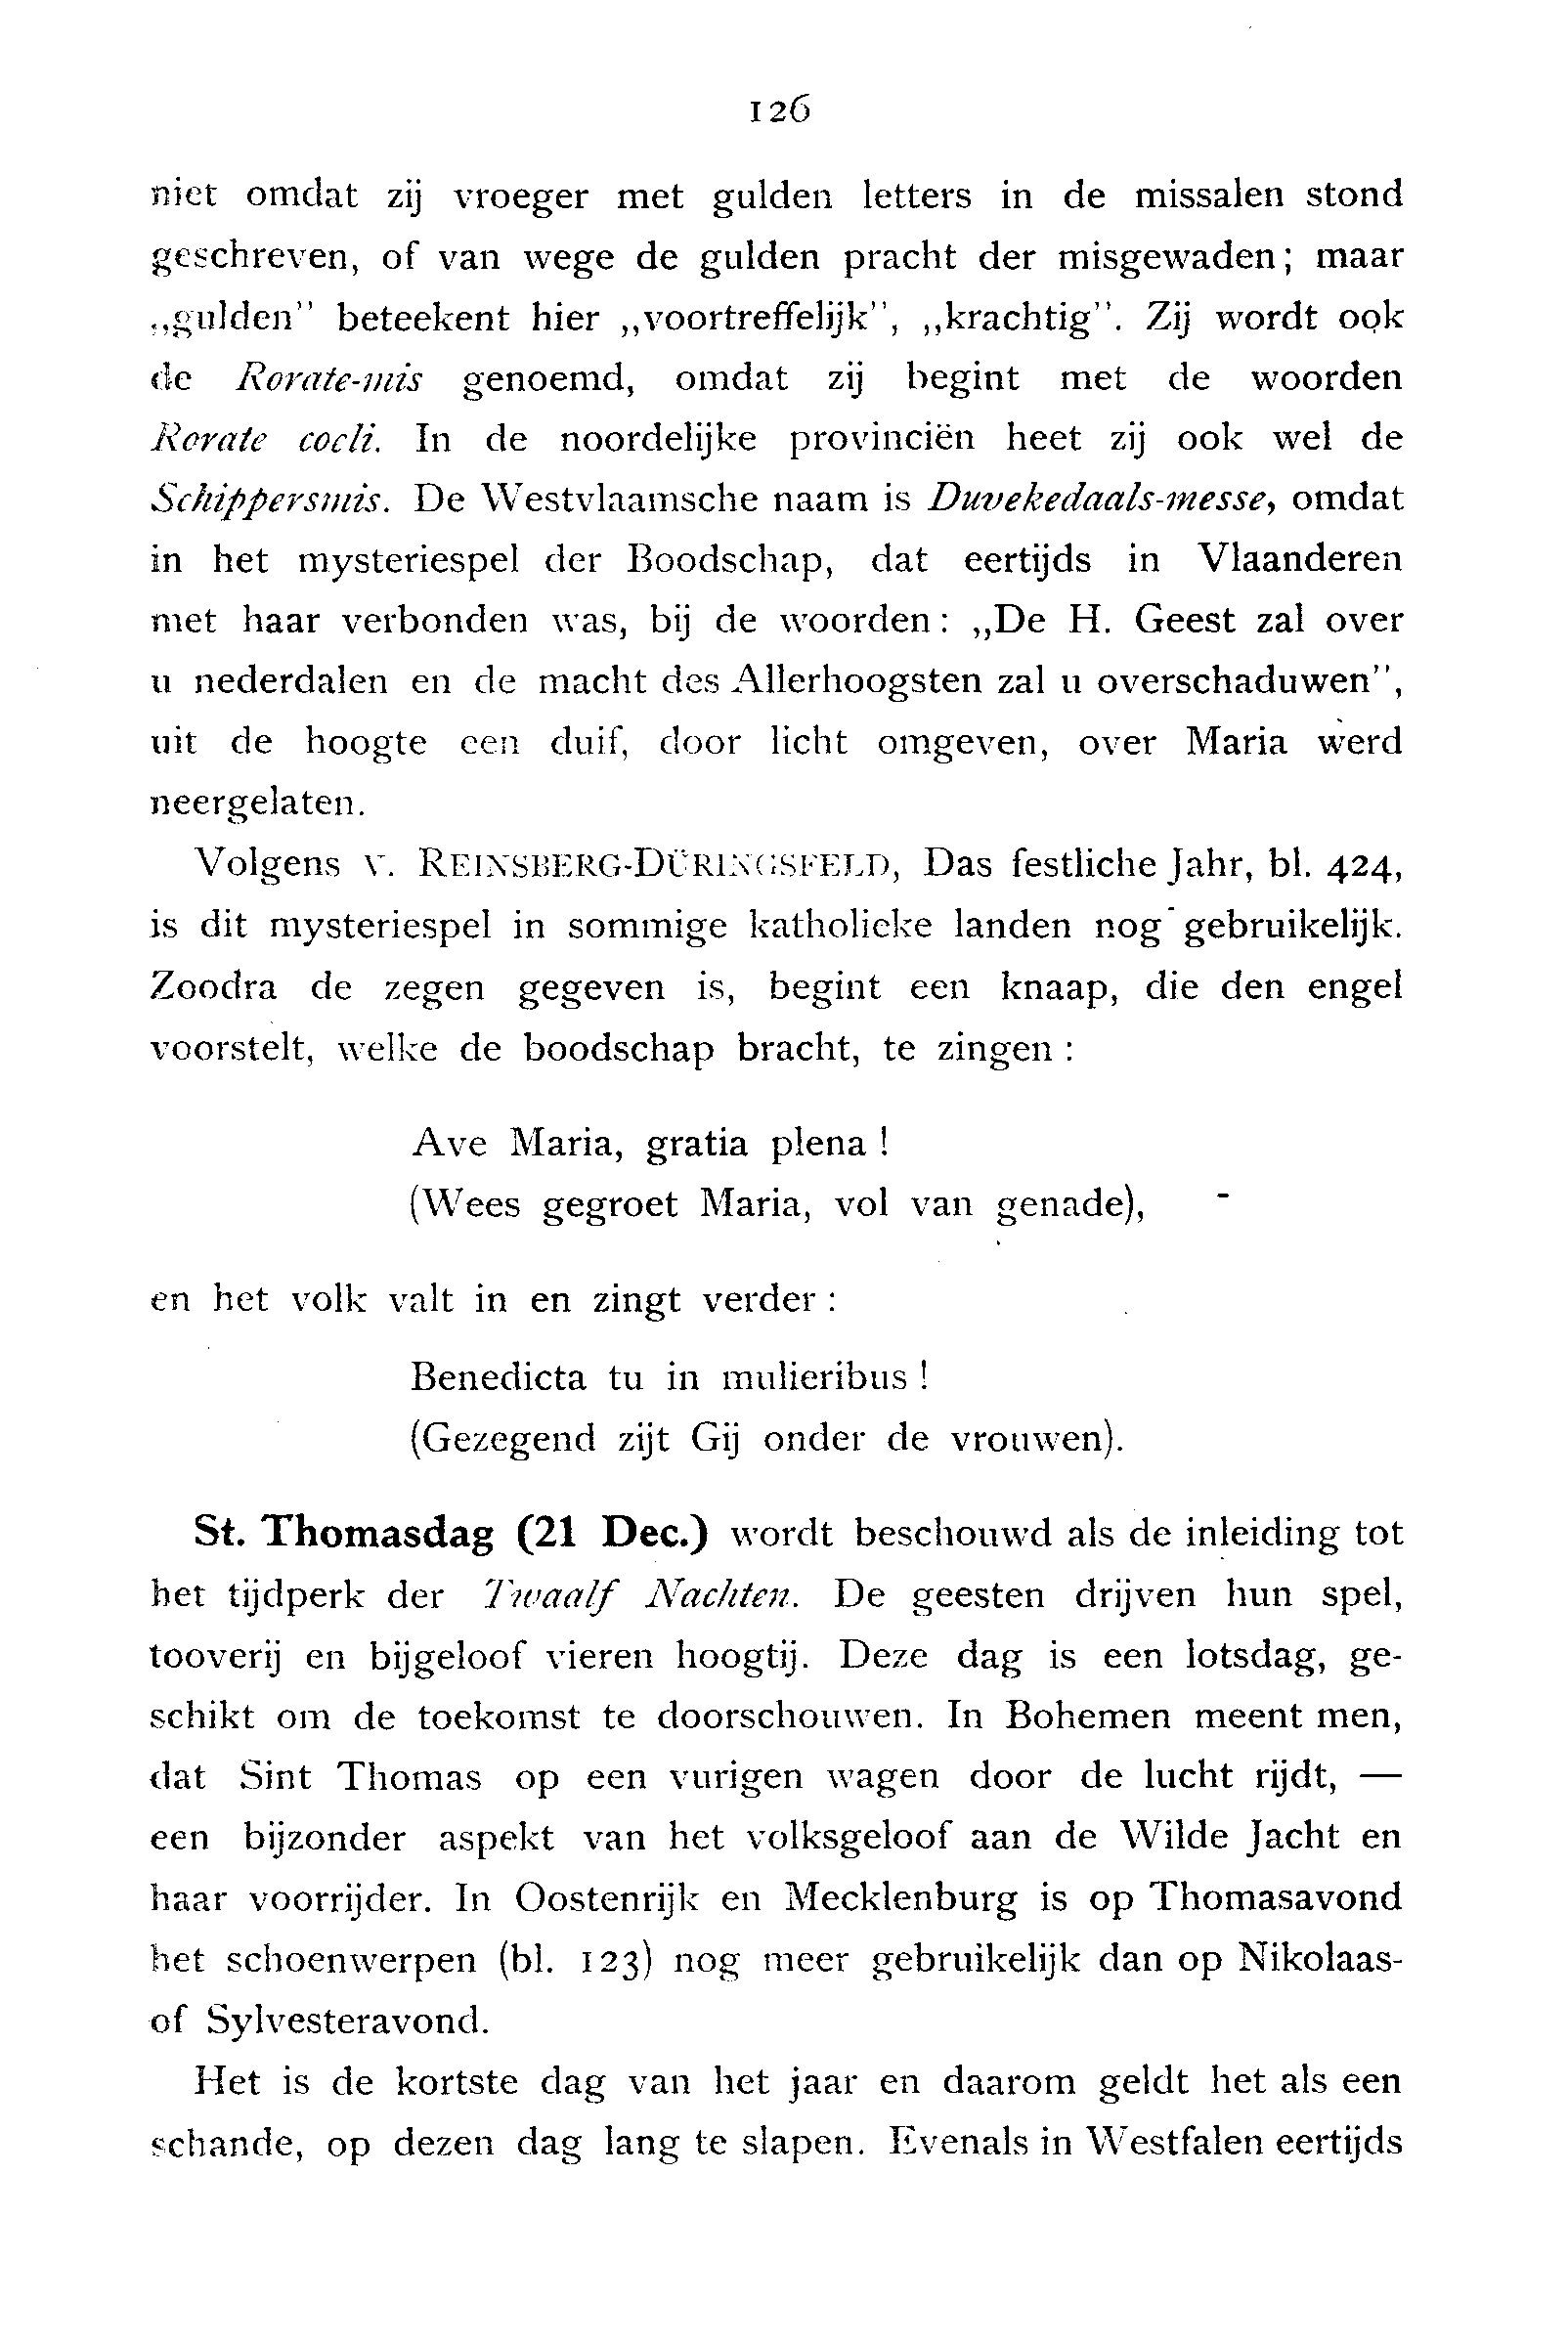 126
niet omdat zij vroeger met gulden letters in de missalen stond
geschreven, of van wege de gulden pracht der misgewaden; maar
„gulden” beteekent hier „voortreffelijk”, „krachtig”. Zij wordt ook
de Rorate-mis genoemd, omdat zij begint met de woorden
Rorate coeli. In de noordelijke provinciën heet zij ook wel de
Schippersmis. De Westvlaamsche naam is Duvekedaals-messe, omdat
in het mysteriespel der Boodschap, dat eertijds in Vlaanderen
met haar verbonden was, bij de woorden: „De H. Geest zal over
u nederdalen en de macht des Allerhoogsten zal u overschaduwen”,
uit de hoogte een duif, door licht omgeven, over Maria werd
neergelaten.
Volgens v. REINSBERG-DÜRINGSFELD, Das festliche Jahr, bl. 424,
is dit mysteriespel in sommige katholieke landen nog gebruikelijk.
Zoodra de zegen gegeven is, begint een knaap, die den engel
voorstelt, welke de boodschap bracht, te zingen:
Ave Maria, gratia plena!
(Wees gegroet Maria, vol van genade),
en het volk valt in en zingt verder:
Benedicta tu in mulieribus!
(Gezegend zijt Gij onder de vrouwen).
St. Thomasdag (21 Dec.) wordt beschouwd als de inleiding tot
het tijdperk der Twaalf Nachten. De geesten drijven hun spel,
tooverij en bijgeloof vieren hoogtij. Deze dag is een lotsdag, ge-
schikt om de toekomst te doorschouwen. In Bohemen meent men,
dat Sint Thomas op een vurigen wagen door de lucht rijdt, —
een bijzonder aspekt van het volksgeloof aan de Wilde Jacht en
haar voorrijder. In Oostenrijk en Mecklenburg is op Thomasavond
het schoenwerpen (bl. 123) nog meer gebruikelijk dan op Nikolaas-
of Sylvesteravond.
Het is de kortste dag van het jaar en daarom geldt het als een
schande, op dezen dag lang te slapen. Evenals in Westfalen eertijds